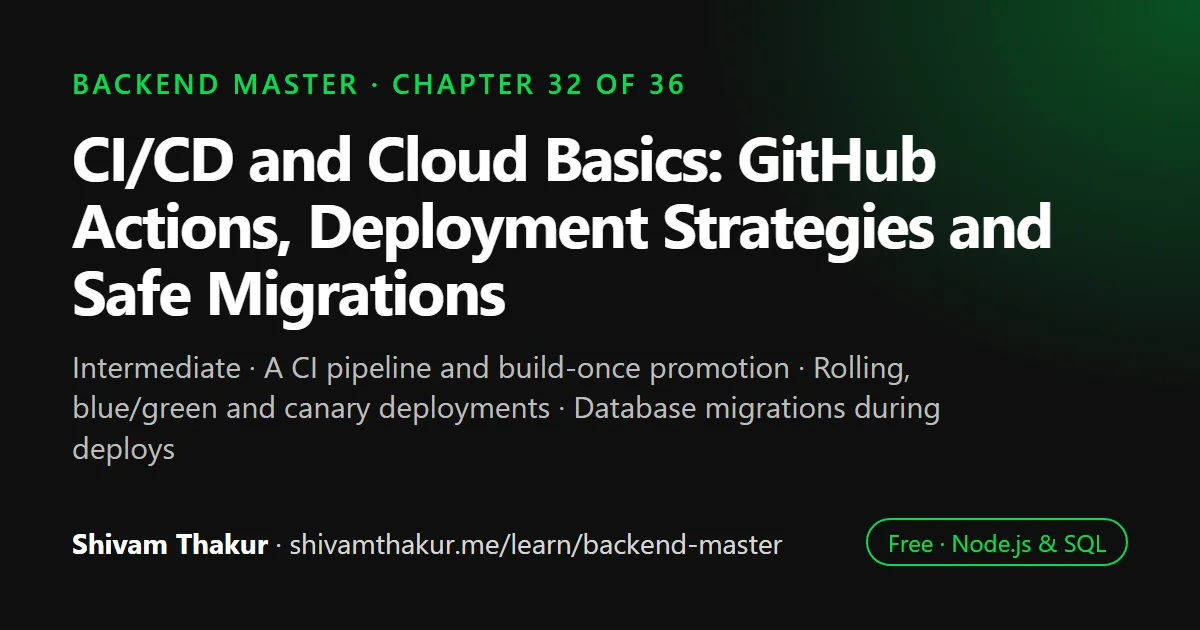 BACKEND MASTER · CHAPTER 32 OF 36
CI/CD and Cloud Basics: GitHub
Actions, Deployment Strategies and
Safe Migrations
Intermediate · A CI pipeline and build-once promotion · Rolling,
blue/green and canary deployments · Database migrations during
deploys
Shivam Thakur · shivamthakur.me/learn/backend-master
Free · Node.js & SQL